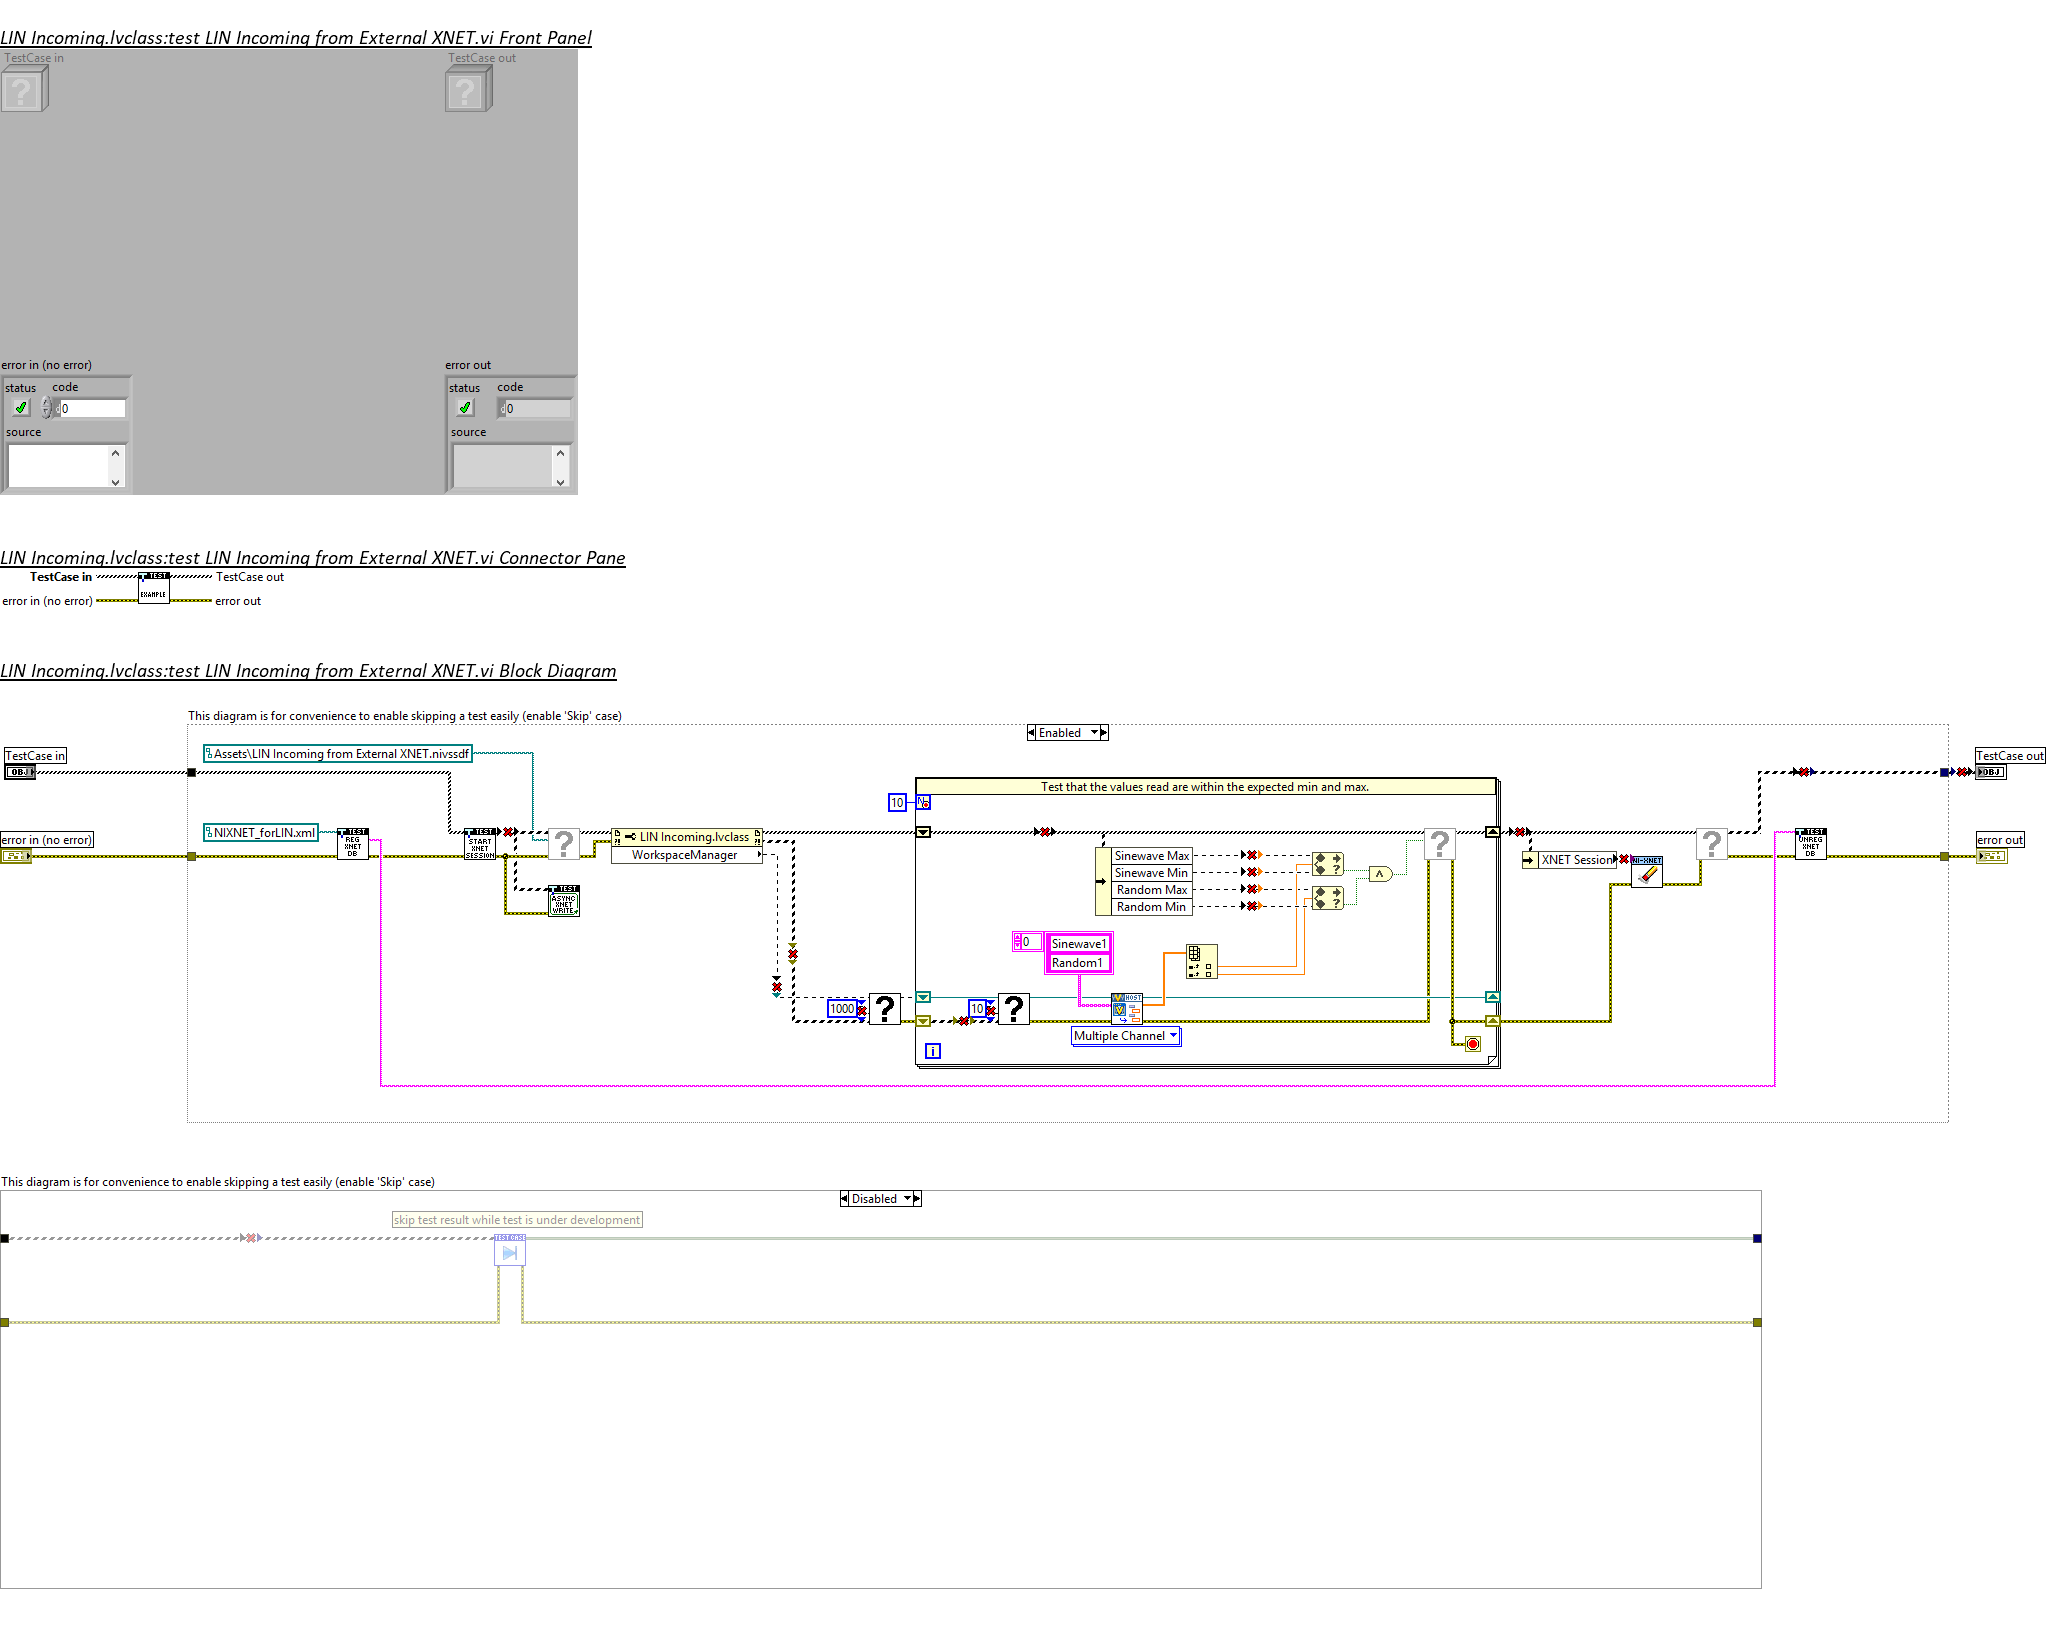 LIN Incoming.lvclass:test LIN Incoming from External XNET.vi Front Panel
TestCase in
TestCase out
?
?
error in (no error)
error out
status code
0
source
status code
0
source
LIN Incoming.lvclass:test LIN Incoming from External XNET.vi Connector Pane
TestCase in
TEST
EXAMPLE
TestCase out
error in (no error)
error out
LIN Incoming.lvclass:test LIN Incoming from External XNET.vi Block Diagram
This diagram is for convenience to enable skipping a test easily (enable 'Skip' case)
Enabled
TestCase in
OBJ
Assets\LIN Incoming from External XNET.nivssdf
TestCase out
OBJ
Test that the values read are within the expected min and max.
10
N
error in (no error)
NIXNET_forLIN.xml
TEST
REG
XNET
DB
TEST
START
XNET
SESSION
?
LIN Incoming.lvclass
WorkspaceManager
TEST
ASYNC
XNET
WRITE
Sinewave Max
Sinewave Min
Random Max
Random Min
?
?
?
XNET Session
NI-XNET
?
TEST
UNREG
XNET
DB
error out
0
Sinewave1
Random1
1000
?
10
?
HOST
Multiple Channel
i
This diagram is for convenience to enable skipping a test easily (enable 'Skip' case)
Disabled
skip test result while test is under development
TESTCASE